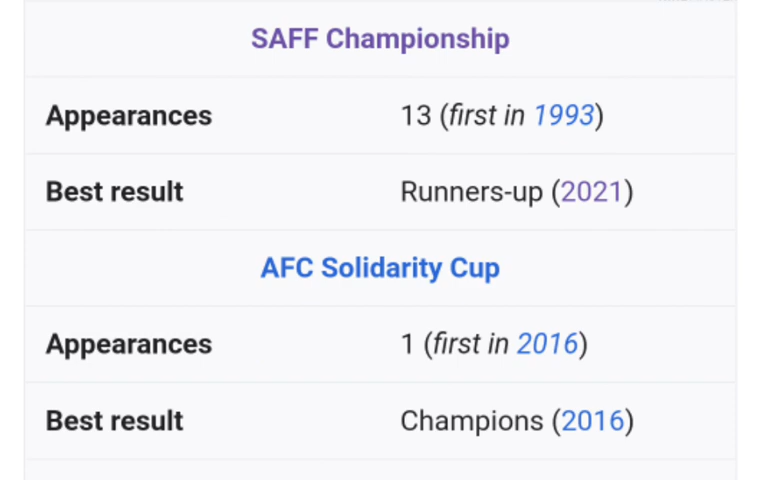 SAFF Championship
Appearances 13 (first in 1993)
Best result Runners-up (2021)
AFC Solidarity Cup
Appearances 1 (first in 2016)
Best result Champions (2016)